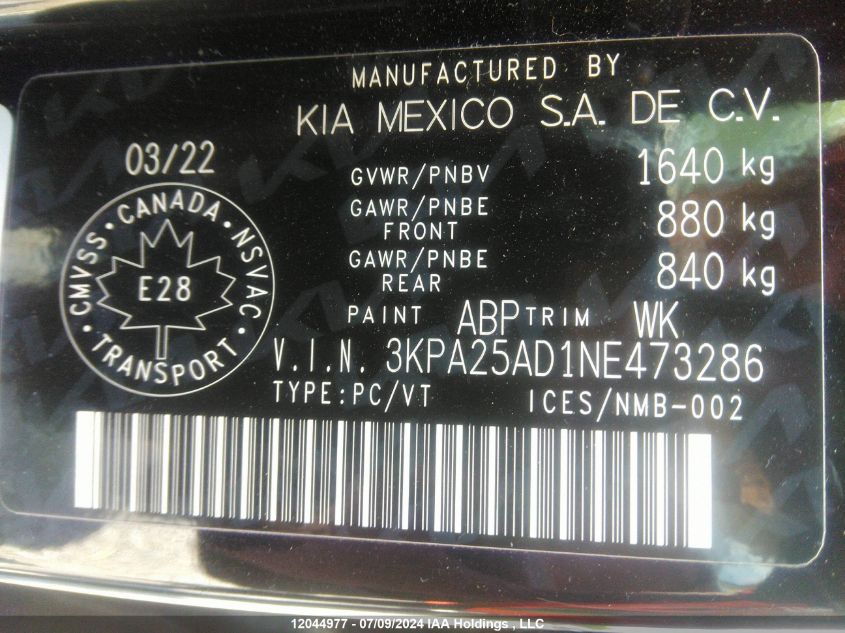 MANUFACTURED BY
KIA MEXICO S.A. DE C.V.
03/22
GVWR/PNBV 1640 kg
GAWR/PNBE FRONT 880 kg
GAWR/PNBE REAR 840 kg
CMVSS • CANADA • NSVAC • TRANSPORT •
E28
PAINT ABP TRIM WK
V.I.N. 3KPA25AD1NE473286
TYPE:PC/VT ICES/NMB-002
12044977 - 07/09/2024 IAA Holdings , LLC